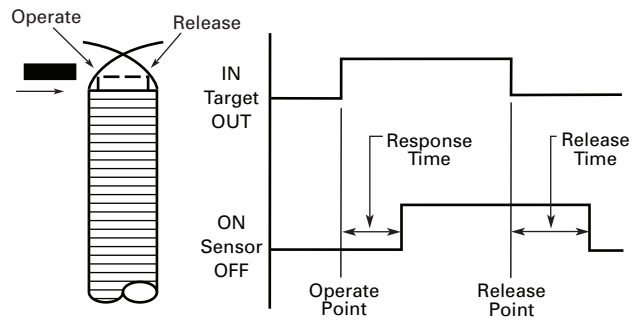 Operate
Release
IN
Target
OUT
Response
Time
Release
Time
ON
Sensor
OFF
Operate
Point
Release
Point